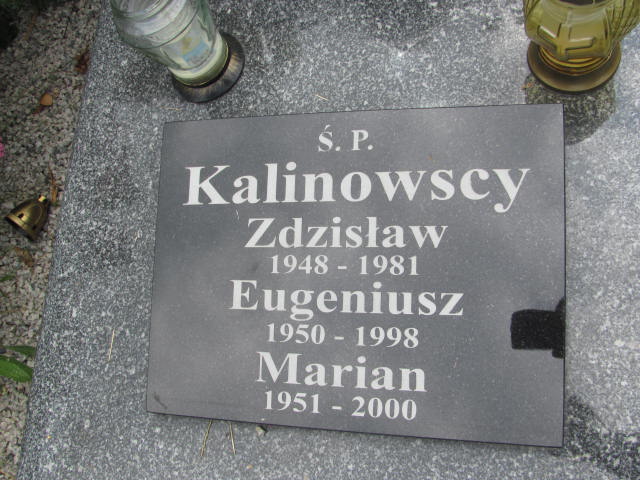 Ś. P.
Kalinowscy
Zdzisław
1948 - 1981
Eugeniusz
1950 - 1998
Marian
1951 - 2000